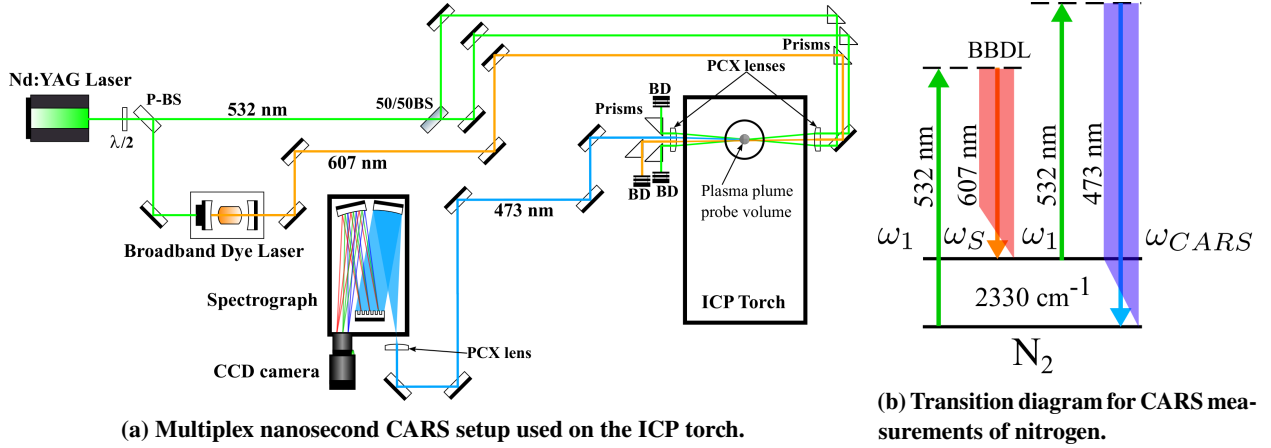 Nd:YAG Laser
P-BS
λ/2
532 nm
50/50BS
607 nm
Broadband Dye Laser
473 nm
Spectrograph
CCD camera
PCX lens
Prisms
PCX lenses
Prisms
BD
BD
BD
Plasma plume
probe volume
ICP Torch
(a) Multiplex nanosecond CARS setup used on the ICP torch.
BBDL
532 nm
607 nm
532 nm
473 nm
ω1
ωS
ω1
ωCARS
2330 cm-1
N2
(b) Transition diagram for CARS mea-
surements of nitrogen.